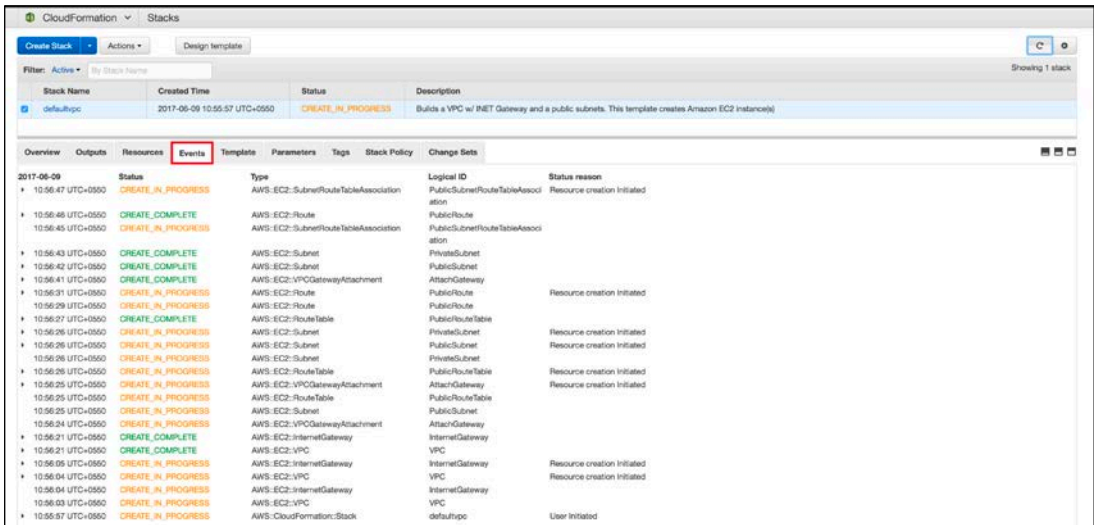 CloudFormation Stacks
Create Stack Actions Design template
Filter: Active By Stack Name Showing 1 stack
Stack Name Created Time Status Description
defaultvpc 2017-06-09 10:55:57 UTC+0550 CREATE_IN_PROGRESS Builds a VPC w/ INET Gateway and a public subnets. This template creates Amazon EC2 instance(s)
Overview Outputs Resources Events Template Parameters Tags Stack Policy Change Sets
2017-06-09 Status Type Logical ID Status reason
10:56:47 UTC+0550 CREATE_IN_PROGRESS AWS::EC2::SubnetRouteTableAssociation PublicSubnetRouteTableAssoci Resource creation Initiated
ation
10:56:46 UTC+0550 CREATE_COMPLETE AWS::EC2::Route PublicRoute
10:56:45 UTC+0550 CREATE_IN_PROGRESS AWS::EC2::SubnetRouteTableAssociation PublicSubnetRouteTableAssoci
ation
10:56:43 UTC+0550 CREATE_COMPLETE AWS::EC2::Subnet PrivateSubnet
10:56:42 UTC+0550 CREATE_COMPLETE AWS::EC2::Subnet PublicSubnet
10:56:41 UTC+0550 CREATE_COMPLETE AWS::EC2::VPCGatewayAttachment AttachGateway
10:56:31 UTC+0550 CREATE_IN_PROGRESS AWS::EC2::Route PublicRoute Resource creation Initiated
10:56:29 UTC+0550 CREATE_IN_PROGRESS AWS::EC2::Route PublicRoute
10:56:27 UTC+0550 CREATE_COMPLETE AWS::EC2::RouteTable PublicRouteTable
10:56:26 UTC+0550 CREATE_IN_PROGRESS AWS::EC2::Subnet PrivateSubnet Resource creation Initiated
10:56:26 UTC+0550 CREATE_IN_PROGRESS AWS::EC2::Subnet PublicSubnet Resource creation Initiated
10:56:26 UTC+0550 CREATE_IN_PROGRESS AWS::EC2::Subnet PrivateSubnet
10:56:26 UTC+0550 CREATE_IN_PROGRESS AWS::EC2::RouteTable PublicRouteTable Resource creation Initiated
10:56:25 UTC+0550 CREATE_IN_PROGRESS AWS::EC2::VPCGatewayAttachment AttachGateway Resource creation Initiated
10:56:25 UTC+0550 CREATE_IN_PROGRESS AWS::EC2::RouteTable PublicRouteTable
10:56:25 UTC+0550 CREATE_IN_PROGRESS AWS::EC2::Subnet PublicSubnet
10:56:24 UTC+0550 CREATE_IN_PROGRESS AWS::EC2::VPCGatewayAttachment AttachGateway
10:56:21 UTC+0550 CREATE_COMPLETE AWS::EC2::InternetGateway InternetGateway
10:56:21 UTC+0550 CREATE_COMPLETE AWS::EC2::VPC VPC
10:56:05 UTC+0550 CREATE_IN_PROGRESS AWS::EC2::InternetGateway InternetGateway Resource creation Initiated
10:56:04 UTC+0550 CREATE_IN_PROGRESS AWS::EC2::VPC VPC Resource creation Initiated
10:56:04 UTC+0550 CREATE_IN_PROGRESS AWS::EC2::InternetGateway InternetGateway
10:56:03 UTC+0550 CREATE_IN_PROGRESS AWS::EC2::VPC VPC
10:55:57 UTC+0550 CREATE_IN_PROGRESS AWS::CloudFormation::Stack defaultvpc User Initiated